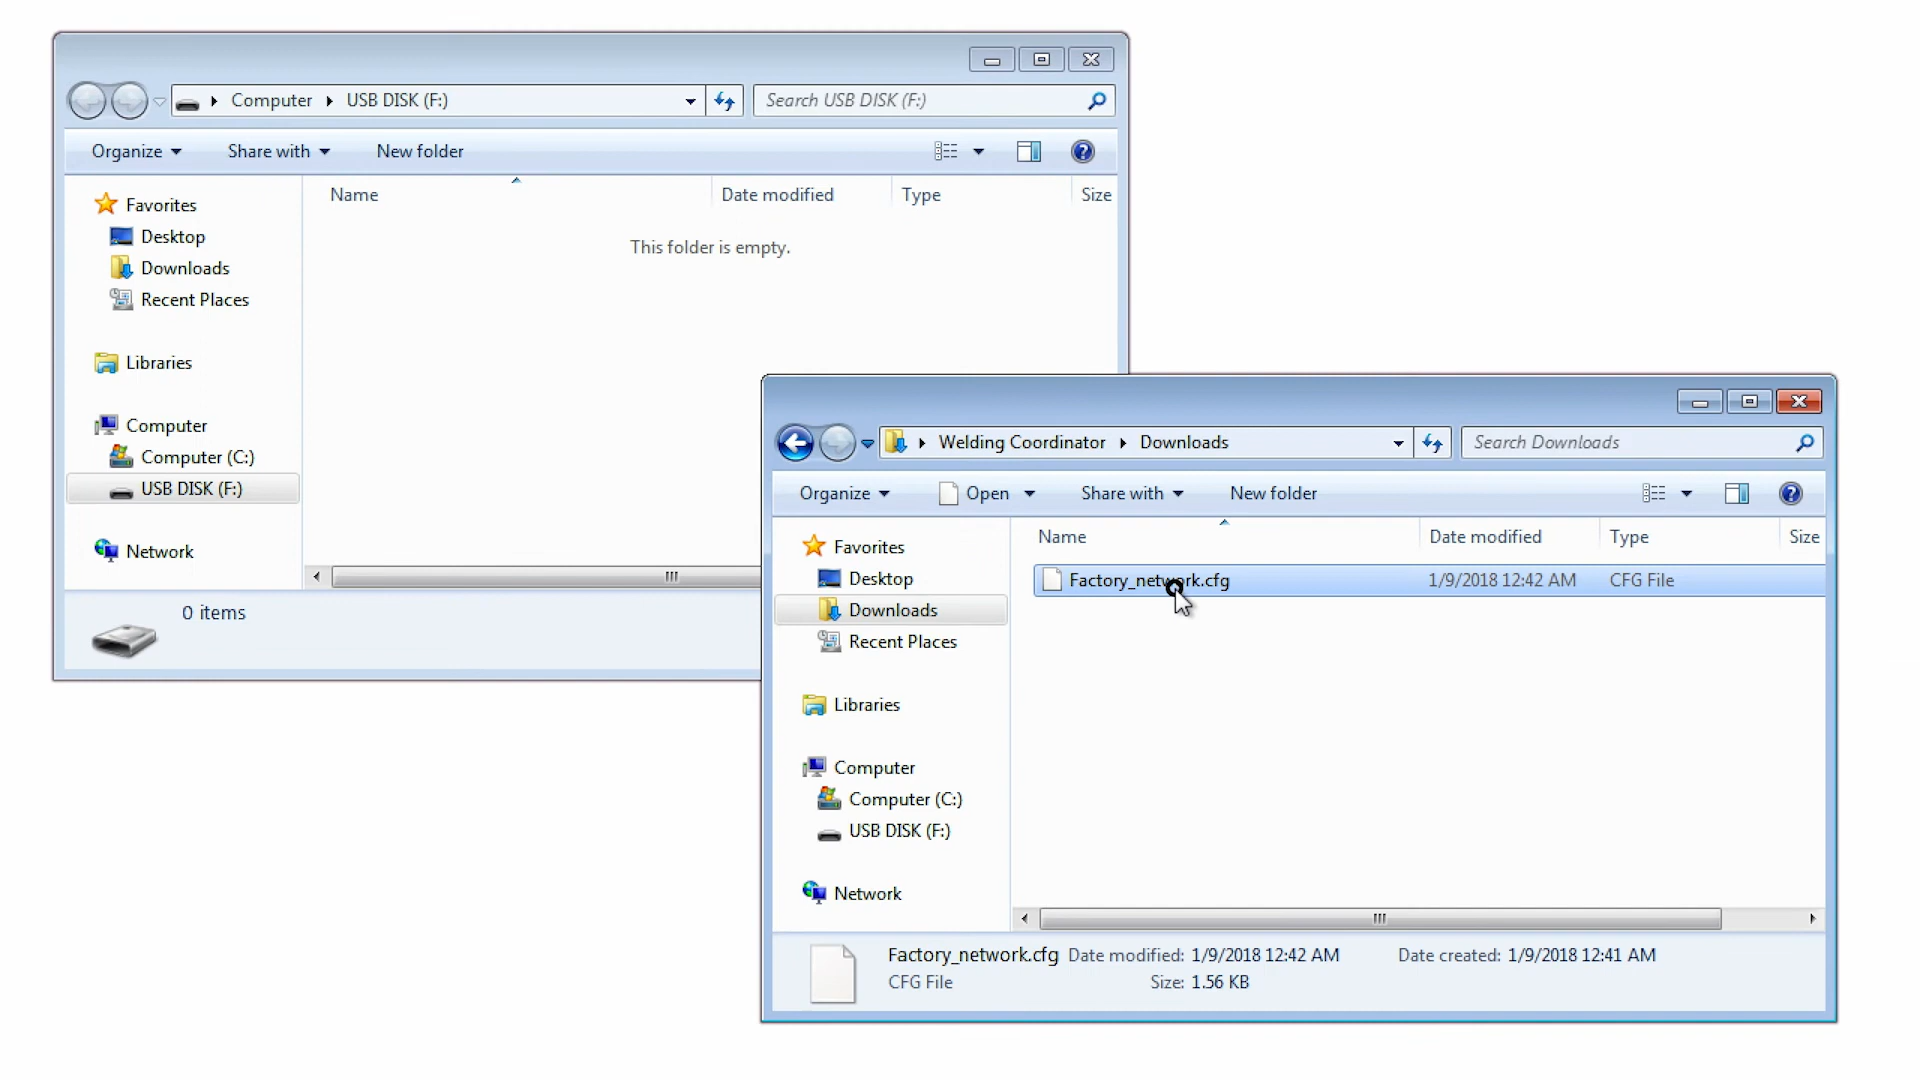 Computer USB DISK (F:)
Search USB DISK (F:)
Organize Share with New folder
Name Date modified Type Size
This folder is empty.
Favorites
Desktop
Downloads
Recent Places
Libraries
Computer
Computer (C:)
USB DISK (F:)
Network
0 items
Welding Coordinator Downloads
Search Downloads
Organize Open Share with New folder
Name Date modified Type Size
Factory_network.cfg 1/9/2018 12:42 AM CFG File
Favorites
Desktop
Downloads
Recent Places
Libraries
Computer
Computer (C:)
USB DISK (F:)
Network
Factory_network.cfg Date modified: 1/9/2018 12:42 AM Date created: 1/9/2018 12:41 AM
CFG File Size: 1.56 KB